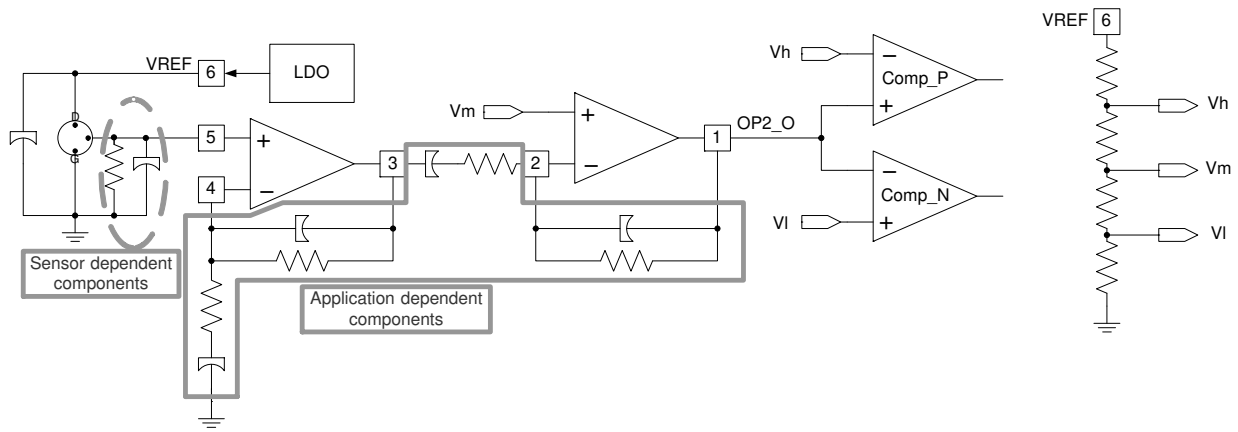 VREF 6
LDO
D
G
5
4
3
2
Vm
1
OP2_O
Vh
Comp_P
Comp_N
Vl
VREF 6
Vh
Vm
Vl
Sensor dependent
components
Application dependent
components